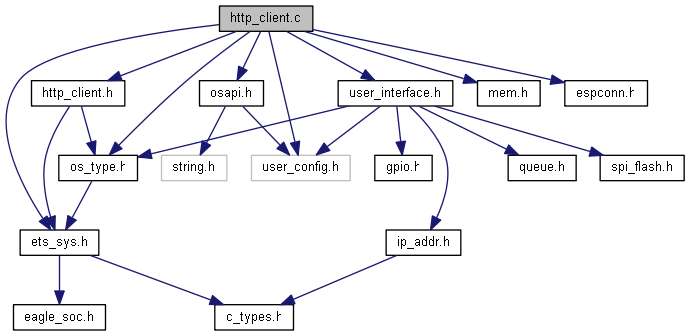 http_client.c
http_client.h
osapi.h
user_interface.h
mem.h
espconn.h
os_type.h
string.h
user_config.h
gpio.h
queue.h
spi_flash.h
ets_sys.h
ip_addr.h
eagle_soc.h
c_types.h